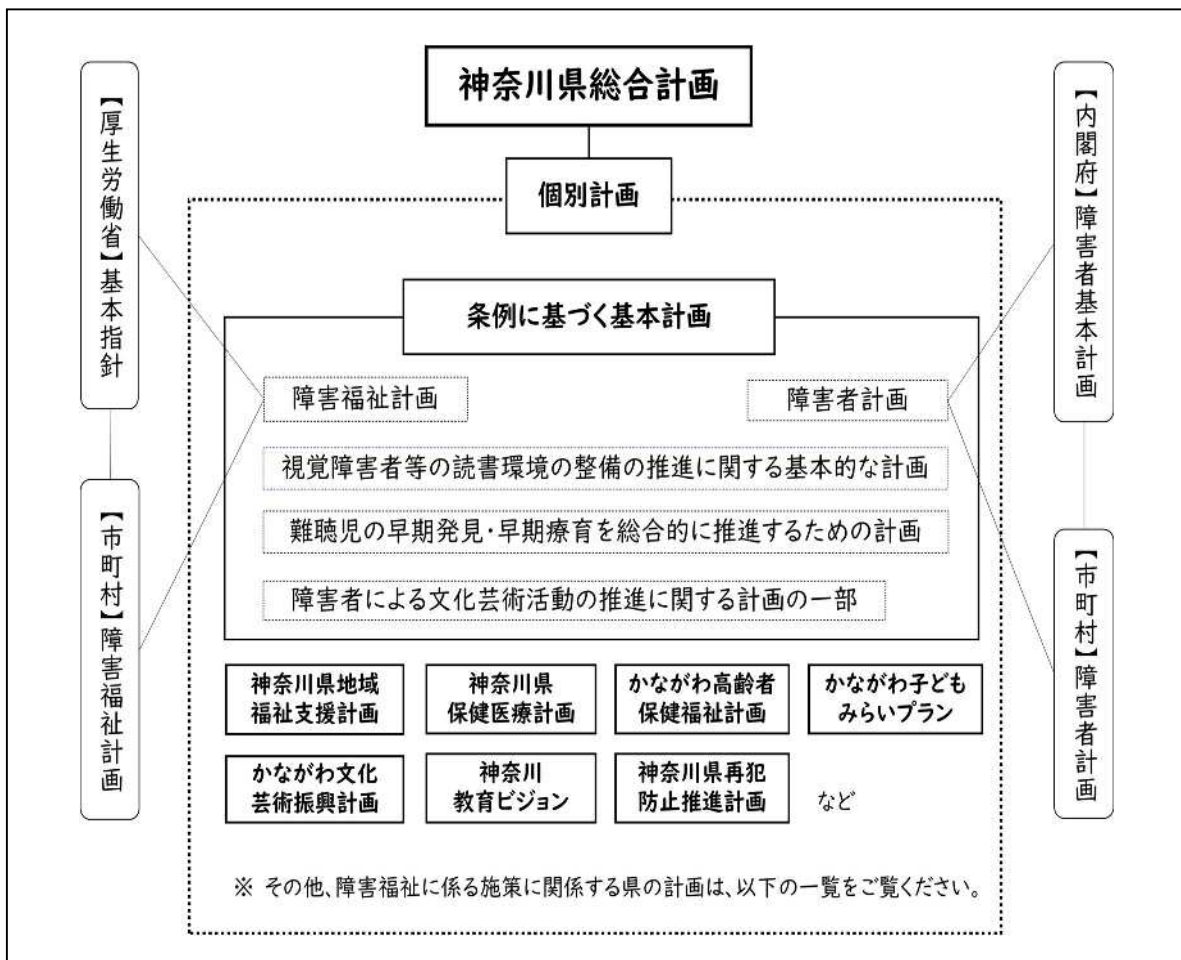 神奈川県総合計画
個別計画
【厚生労働省】基本指針
【市町村】障害福祉計画
【内閣府】障害者基本計画
【市町村】障害者計画
条例に基づく基本計画
障害福祉計画
障害者計画
視覚障害者等の読書環境の整備の推進に関する基本的な計画
難聴児の早期発見・早期療育を総合的に推進するための計画
障害者による文化芸術活動の推進に関する計画の一部
神奈川県地域
福祉支援計画
神奈川県
保健医療計画
かながわ高齢者
保健福祉計画
かながわ子ども
みらいプラン
かながわ文化
芸術振興計画
神奈川
教育ビジョン
神奈川県再犯
防止推進計画
など
※ その他、障害福祉に係る施策に関係する県の計画は、以下の一覧をご覧ください。